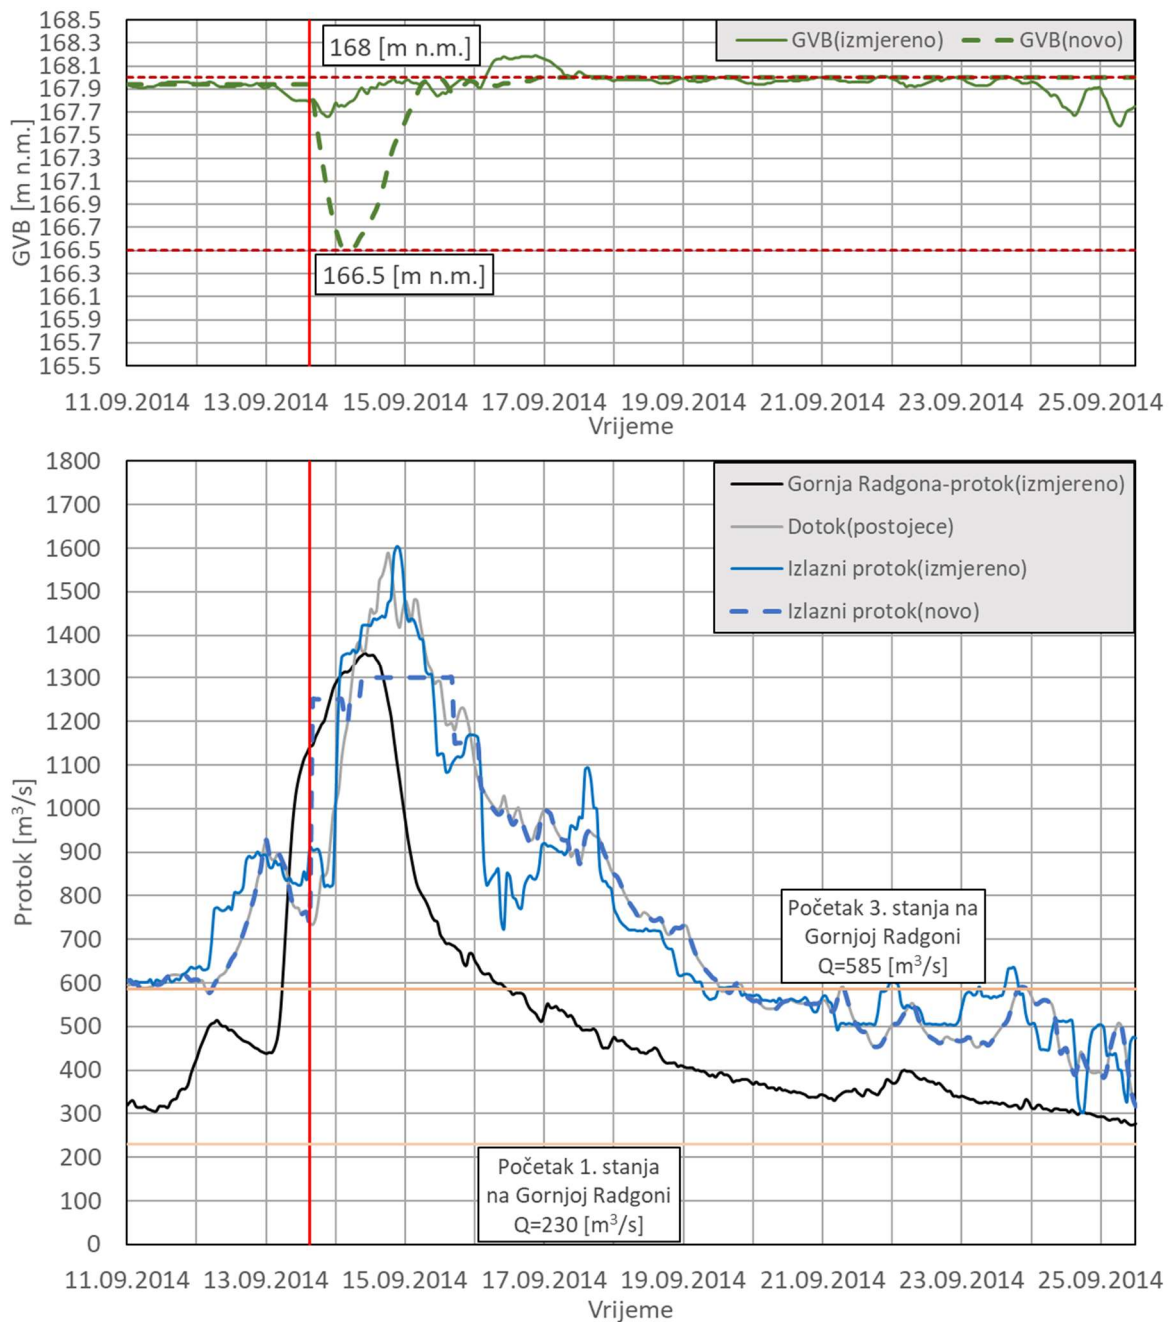 168.5
168.3
168.1
167.9
167.7
167.5
167.3
167.1
166.9
166.7
166.5
166.3
166.1
165.9
165.7
165.5
GVB [m n.m.]
168 [m n.m.]
GVB(izmjereno) GVB(novo)
166.5 [m n.m.]
11.09.2014 13.09.2014 15.09.2014 17.09.2014 19.09.2014 21.09.2014 23.09.2014 25.09.2014
Vrijeme
1800
1700
1600
1500
1400
1300
1200
1100
1000
900
800
700
600
500
400
300
200
100
0
Protok [m³/s]
Gornja Radgona-protok(izmjereno)
Dotok(postojece)
Izlazni protok(izmjereno)
Izlazni protok(novo)
Početak 3. stanja na
Gornjoj Radgoni
Q=585 [m³/s]
Početak 1. stanja
na Gornjoj Radgoni
Q=230 [m³/s]
11.09.2014 13.09.2014 15.09.2014 17.09.2014 19.09.2014 21.09.2014 23.09.2014 25.09.2014
Vrijeme